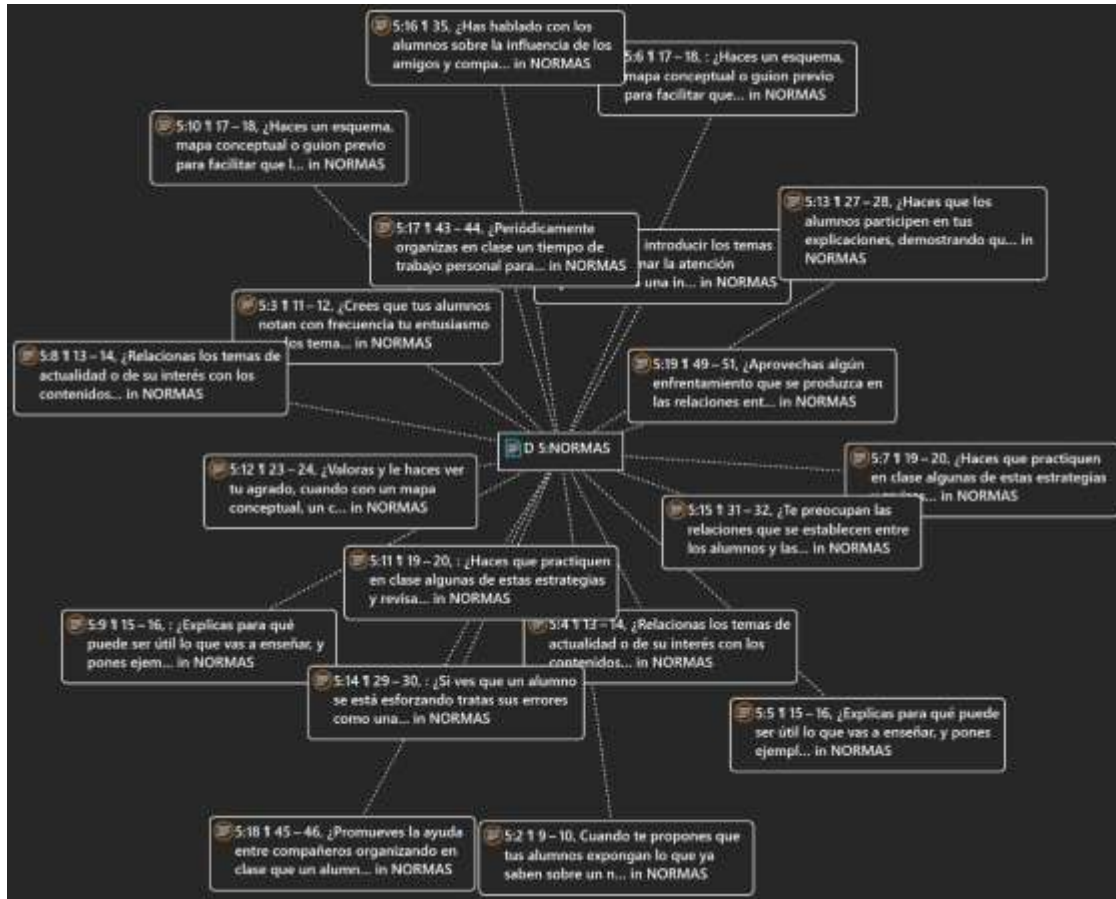 5:16 ¶ 35, ¿Has hablado con los
alumnos sobre la influencia de los
amigos y compa... in NORMAS
5:6 ¶ 17 – 18, : ¿Haces un esquema,
mapa conceptual o guion previo
para facilitar que... in NORMAS
5:10 ¶ 17 – 18, ¿Haces un esquema,
mapa conceptual o guion previo
para facilitar que l... in NORMAS
5:13 ¶ 27 – 28, ¿Haces que los
alumnos participen en tus
explicaciones, demostrando qu... in
NORMAS
5:17 ¶ 43 – 44, ¿Periódicamente
organizas en clase un tiempo de
trabajo personal para... in NORMAS
introducir los temas
mar la atención
una in... in NORMAS
5:3 ¶ 11 – 12, ¿Crees que tus alumnos
notan con frecuencia tu entusiasmo
los tema... in NORMAS
5:8 ¶ 13 – 14, ¿Relacionas los temas de
actualidad o de su interés con los
contenidos... in NORMAS
5:19 ¶ 49 – 51, ¿Aprovechas algún
enfrentamiento que se produzca en
las relaciones ent... in NORMAS
D 5:NORMAS
5:12 ¶ 23 – 24, ¿Valoras y le haces ver
tu agrado, cuando con un mapa
conceptual, un c... in NORMAS
5:7 ¶ 19 – 20, ¿Haces que practiquen
en clase algunas de estas estrategias
in NORMAS
5:15 ¶ 31 – 32, ¿Te preocupan las
relaciones que se establecen entre
los alumnos y las... in NORMAS
5:11 ¶ 19 – 20, : ¿Haces que practiquen
en clase algunas de estas estrategias
y revisa... in NORMAS
5:9 ¶ 15 – 16, : ¿Explicas para qué
puede ser útil lo que vas a enseñar, y
pones ejem... in NORMAS
5:4 ¶ 13 – 14, ¿Relacionas los temas de
actualidad o de su interés con los
contenidos... in NORMAS
5:14 ¶ 29 – 30, : ¿Si ves que un alumno
se está esforzando tratas sus errores
como una... in NORMAS
5:5 ¶ 15 – 16, ¿Explicas para qué puede
ser útil lo que vas a enseñar, y pones
ejempl... in NORMAS
5:18 ¶ 45 – 46, ¿Promueves la ayuda
entre compañeros organizando en
clase que un alumn... in NORMAS
5:2 ¶ 9 – 10, Cuando te propones que
tus alumnos expongan lo que ya
saben sobre un n... in NORMAS